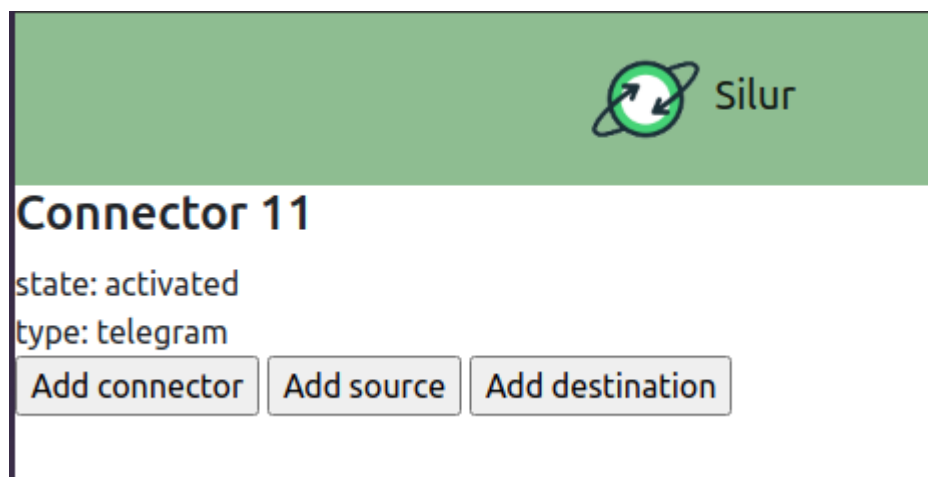 Silur
Connector 11
state: activated
type: telegram
Add connector Add source Add destination